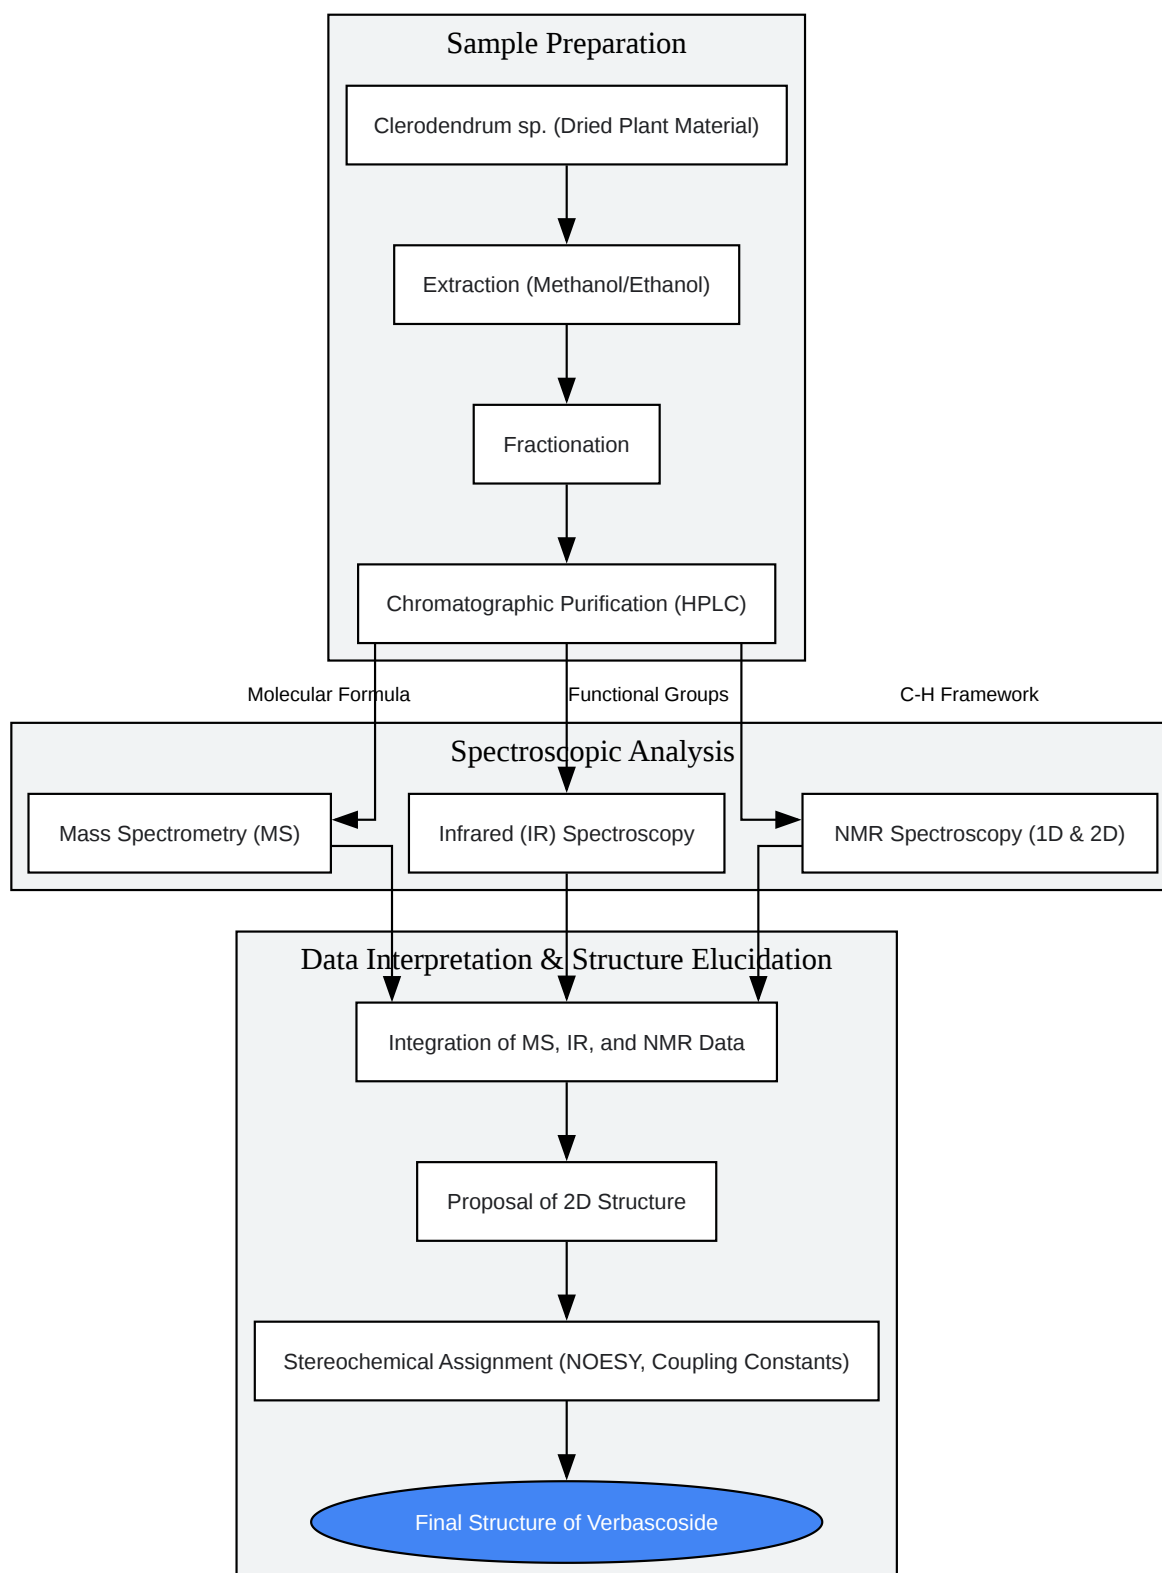 Sample Preparation
Clerodendrum sp. (Dried Plant Material)
Extraction (Methanol/Ethanol)
Fractionation
Chromatographic Purification (HPLC)
Molecular Formula
Functional Groups
C-H Framework
Spectroscopic Analysis
Mass Spectrometry (MS)
Infrared (IR) Spectroscopy
NMR Spectroscopy (1D & 2D)
Data Interpretation & Structure Elucidation
Integration of MS, IR, and NMR Data
Proposal of 2D Structure
Stereochemical Assignment (NOESY, Coupling Constants)
Final Structure of Verbascoside